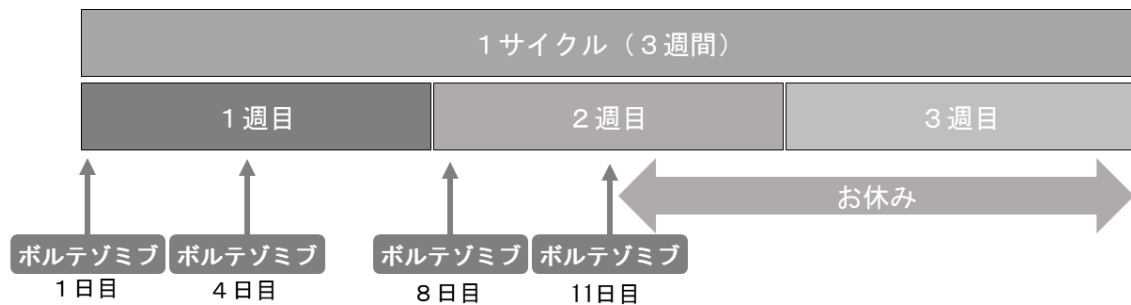 １サイクル（３週間）
１週目
２週目
３週目
お休み
ボルテゾミブ
ボルテゾミブ
ボルテゾミブ
ボルテゾミブ
１日目
４日目
８日目
11日目